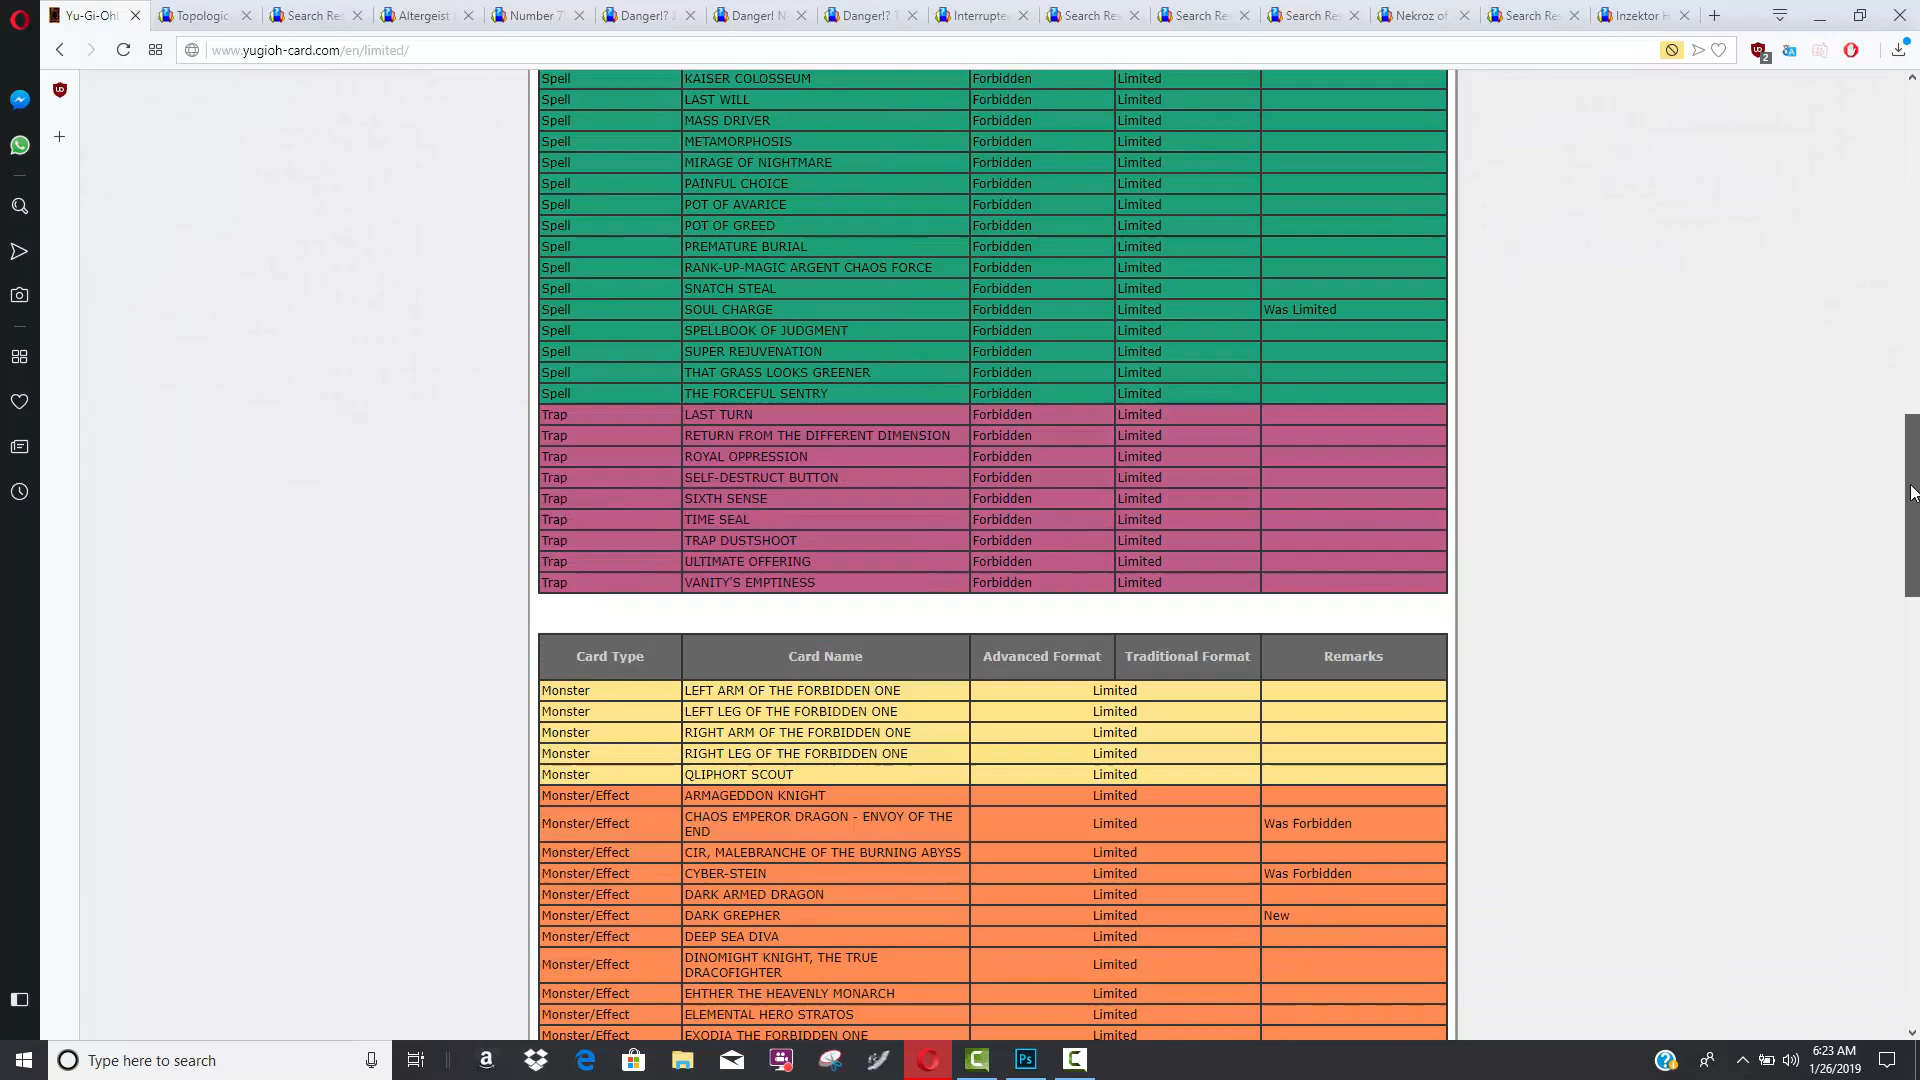 Yu-Gi-Oh! Topologic Search Re Altergeist Number 7 Danger!? Danger! N Danger!? T Interrupte Search Re Search Re Search Re Nekroz of Search Re Inzektor H
www.yugioh-card.com/en/limited/
2
Spell KAISER COLOSSEUM Forbidden Limited
Spell LAST WILL Forbidden Limited
Spell MASS DRIVER Forbidden Limited
Spell METAMORPHOSIS Forbidden Limited
Spell MIRAGE OF NIGHTMARE Forbidden Limited
Spell PAINFUL CHOICE Forbidden Limited
Spell POT OF AVARICE Forbidden Limited
Spell POT OF GREED Forbidden Limited
Spell PREMATURE BURIAL Forbidden Limited
Spell RANK-UP-MAGIC ARGENT CHAOS FORCE Forbidden Limited
Spell SNATCH STEAL Forbidden Limited
Spell SOUL CHARGE Forbidden Limited Was Limited
Spell SPELLBOOK OF JUDGMENT Forbidden Limited
Spell SUPER REJUVENATION Forbidden Limited
Spell THAT GRASS LOOKS GREENER Forbidden Limited
Spell THE FORCEFUL SENTRY Forbidden Limited
Trap LAST TURN Forbidden Limited
Trap RETURN FROM THE DIFFERENT DIMENSION Forbidden Limited
Trap ROYAL OPPRESSION Forbidden Limited
Trap SELF-DESTRUCT BUTTON Forbidden Limited
Trap SIXTH SENSE Forbidden Limited
Trap TIME SEAL Forbidden Limited
Trap TRAP DUSTSHOOT Forbidden Limited
Trap ULTIMATE OFFERING Forbidden Limited
Trap VANITY'S EMPTINESS Forbidden Limited
Card Type Card Name Advanced Format Traditional Format Remarks
Monster LEFT ARM OF THE FORBIDDEN ONE Limited
Monster LEFT LEG OF THE FORBIDDEN ONE Limited
Monster RIGHT ARM OF THE FORBIDDEN ONE Limited
Monster RIGHT LEG OF THE FORBIDDEN ONE Limited
Monster QLIPHORT SCOUT Limited
Monster/Effect ARMAGEDDON KNIGHT Limited
Monster/Effect CHAOS EMPEROR DRAGON - ENVOY OF THE
END Limited Was Forbidden
Monster/Effect CIR, MALEBRANCHE OF THE BURNING ABYSS Limited
Monster/Effect CYBER-STEIN Limited Was Forbidden
Monster/Effect DARK ARMED DRAGON Limited
Monster/Effect DARK GREPHER Limited New
Monster/Effect DEEP SEA DIVA Limited
Monster/Effect DINOMIGHT KNIGHT, THE TRUE
DRACOFIGHTER Limited
Monster/Effect EHTHER THE HEAVENLY MONARCH Limited
Monster/Effect ELEMENTAL HERO STRATOS Limited
Monster/Effect EXODIA THE FORBIDDEN ONE Limited
Type here to search
6:23 AM
1/26/2019